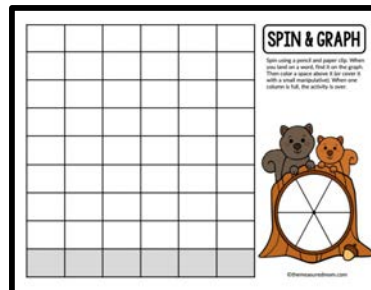 SPIN & GRAPH
Spin using a pencil and paper clip. When
you land on a word, find it on the graph.
Then color a space above it (or cover it
with a small manipulative). When one
column is full, the activity is over.
©themeasuredmom.com